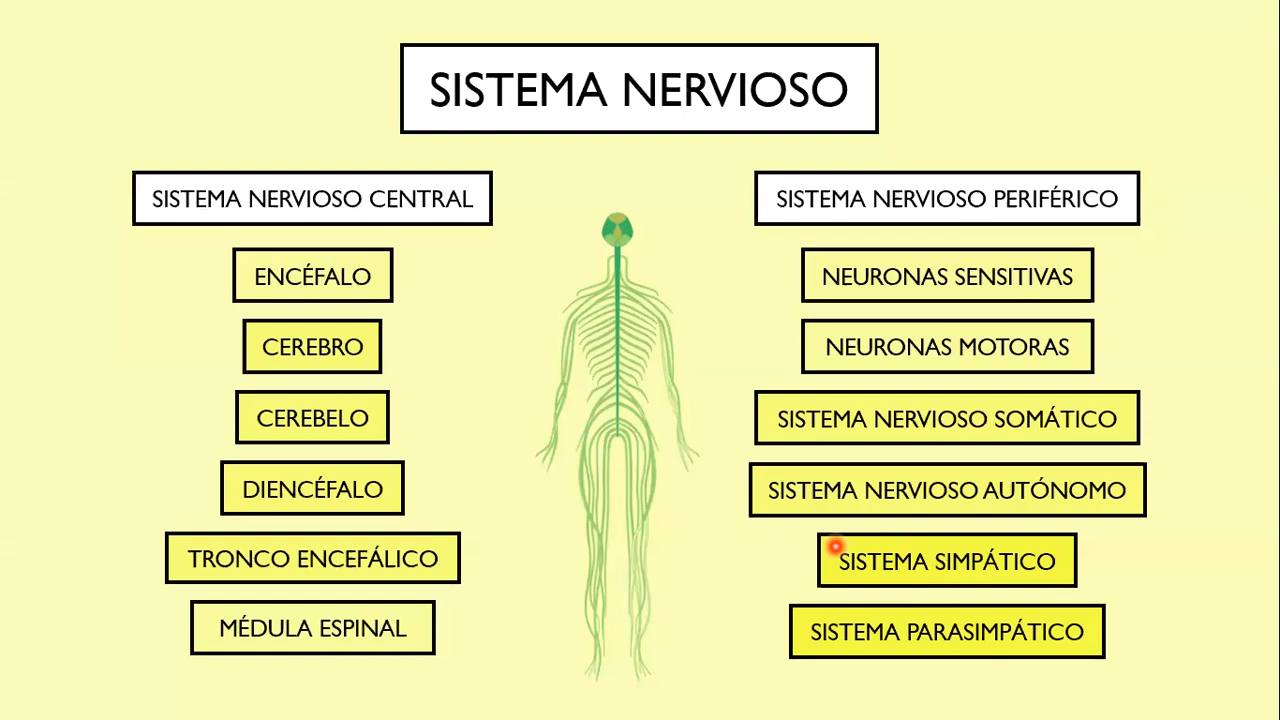 SISTEMA NERVIOSO
SISTEMA NERVIOSO CENTRAL
ENCÉFALO
CEREBRO
CEREBELO
DIENCÉFALO
TRONCO ENCEFÁLICO
MÉDULA ESPINAL
SISTEMA NERVIOSO PERIFÉRICO
NEURONAS SENSITIVAS
NEURONAS MOTORAS
SISTEMA NERVIOSO SOMÁTICO
SISTEMA NERVIOSO AUTÓNOMO
SISTEMA SIMPÁTICO
SISTEMA PARASIMPÁTICO